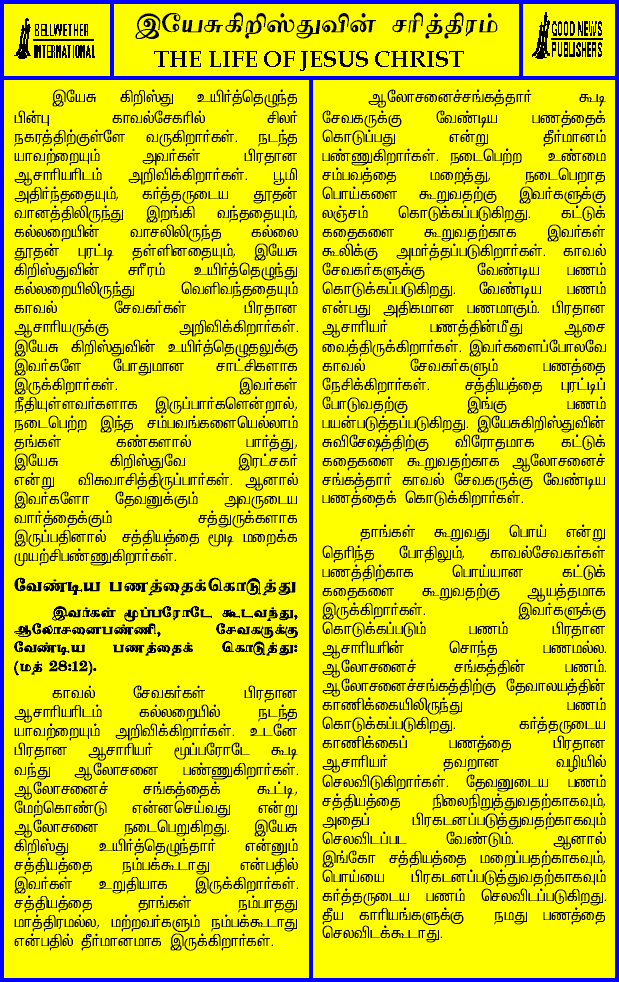 BELLWETHER
INTERNATIONAL
இயேசுகிறிஸ்துவின் சரித்திரம்
THE LIFE OF JESUS CHRIST
GOOD NEWS
PUBLISHERS
இயேசு கிறிஸ்து உயிர்த்தெழுந்த
பின்பு காவல்சேகரில் சிலர்
நகரத்திற்குள்ளே வருகிறார்கள். நடந்த
யாவற்றையும் அவர்கள் பிரதான
ஆசாரியரிடம் அறிவிக்கிறார்கள். பூமி
அதிர்ந்ததையும், கர்த்தருடைய தூதன்
வானத்திலிருந்து இறங்கி வந்ததையும்,
கல்லறையின் வாசலிலிருந்த கல்லை
தூதன் புரட்டி தள்ளினதையும், இயேசு
கிறிஸ்துவின் சரீரம் உயிர்த்தெழுந்து
கல்லறையிலிருந்து வெளிவந்ததையும்
காவல் சேவகர்கள் பிரதான
ஆசாரியருக்கு அறிவிக்கிறார்கள்.
இயேசு கிறிஸ்துவின் உயிர்த்தெழுதலுக்கு
இவர்களே போதுமான சாட்சிகளாக
இருக்கிறார்கள். இவர்கள்
நீதியுள்ளவர்களாக இருப்பார்களென்றால்,
நடைபெற்ற இந்த சம்பவங்களையெல்லாம்
தங்கள் கண்களால் பார்த்து,
இயேசு கிறிஸ்துவே இரட்சகர்
என்று விசுவாசித்திருப்பார்கள். ஆனால்
இவர்களோ தேவனுக்கும் அவருடைய
வார்த்தைக்கும் சத்துருக்களாக
இருப்பதினால் சத்தியத்தை மூடி மறைக்க
முயற்சிபண்ணுகிறார்கள்.
வேண்டிய பணத்தைக்கொடுத்து
இவர்கள் மூப்பரோடே கூடவந்து,
ஆலோசனைபண்ணி, சேவகருக்கு
வேண்டிய பணத்தைக் கொடுத்து:
(மத் 28:12).
காவல் சேவகர்கள் பிரதான
ஆசாரியரிடம் கல்லறையில் நடந்த
யாவற்றையும் அறிவிக்கிறார்கள். உடனே
பிரதான ஆசாரியர் மூப்பரோடே கூடி
வந்து ஆலோசனை பண்ணுகிறார்கள்.
ஆலோசனைச் சங்கத்தைக் கூட்டி,
மேற்கொண்டு என்னசெய்வது என்று
ஆலோசனை நடைபெறுகிறது. இயேசு
கிறிஸ்து உயிர்த்தெழுந்தார் என்னும்
சத்தியத்தை நம்பக்கூடாது என்பதில்
இவர்கள் உறுதியாக இருக்கிறார்கள்.
சத்தியத்தை தாங்கள் நம்பாதது
மாத்திரமல்ல, மற்றவர்களும் நம்பக்கூடாது
என்பதில் தீர்மானமாக இருக்கிறார்கள்.
ஆலோசனைச்சங்கத்தார் கூடி
சேவகருக்கு வேண்டிய பணத்தைக்
கொடுப்பது என்று தீர்மானம்
பண்ணுகிறார்கள். நடைபெற்ற உண்மை
சம்பவத்தை மறைத்து, நடைபெறாத
பொய்களை கூறுவதற்கு இவர்களுக்கு
லஞ்சம் கொடுக்கப்படுகிறது. கட்டுக்
கதைகளை கூறுவதற்காக இவர்கள்
கூலிக்கு அமர்த்தப்படுகிறார்கள். காவல்
சேவகர்களுக்கு வேண்டிய பணம்
கொடுக்கப்படுகிறது. வேண்டிய பணம்
என்பது அதிகமான பணமாகும். பிரதான
ஆசாரியர் பணத்தின்மீது ஆசை
வைத்திருக்கிறார்கள். இவர்களைப்போலவே
காவல் சேவகர்களும் பணத்தை
நேசிக்கிறார்கள். சத்தியத்தை புரட்டிப்
போடுவதற்கு இங்கு பணம்
பயன்படுத்தப்படுகிறது. இயேசுகிறிஸ்துவின்
சுவிசேஷத்திற்கு விரோதமாக கட்டுக்
கதைகளை கூறுவதற்காக ஆலோசனைச்
சங்கத்தார் காவல் சேவகருக்கு வேண்டிய
பணத்தைக் கொடுக்கிறார்கள்.
தாங்கள் கூறுவது பொய் என்று
தெரிந்த போதிலும், காவல்சேவகர்கள்
பணத்திற்காக பொய்யான கட்டுக்
கதைகளை கூறுவதற்கு ஆயத்தமாக
இருக்கிறார்கள். இவர்களுக்கு
கொடுக்கப்படும் பணம் பிரதான
ஆசாரியரின் சொந்த பணமல்ல.
ஆலோசனைச் சங்கத்தின் பணம்.
ஆலோசனைச்சங்கத்திற்கு தேவாலயத்தின்
காணிக்கையிலிருந்து பணம்
கொடுக்கப்படுகிறது. கர்த்தருடைய
காணிக்கைப் பணத்தை பிரதான
ஆசாரியர் தவறான வழியில்
செலவிடுகிறார்கள். தேவனுடைய பணம்
சத்தியத்தை நிலைநிறுத்துவதற்காகவும்,
அதைப் பிரகடனப்படுத்துவதற்காகவும்
செலவிடப்பட வேண்டும். ஆனால்
இங்கோ சத்தியத்தை மறைப்பதற்காகவும்,
பொய்யை பிரகடனப்படுத்துவதற்காகவும்
கர்த்தருடைய பணம் செலவிடப்படுகிறது.
தீய காரியங்களுக்கு நமது பணத்தை
செலவிடக்கூடாது.